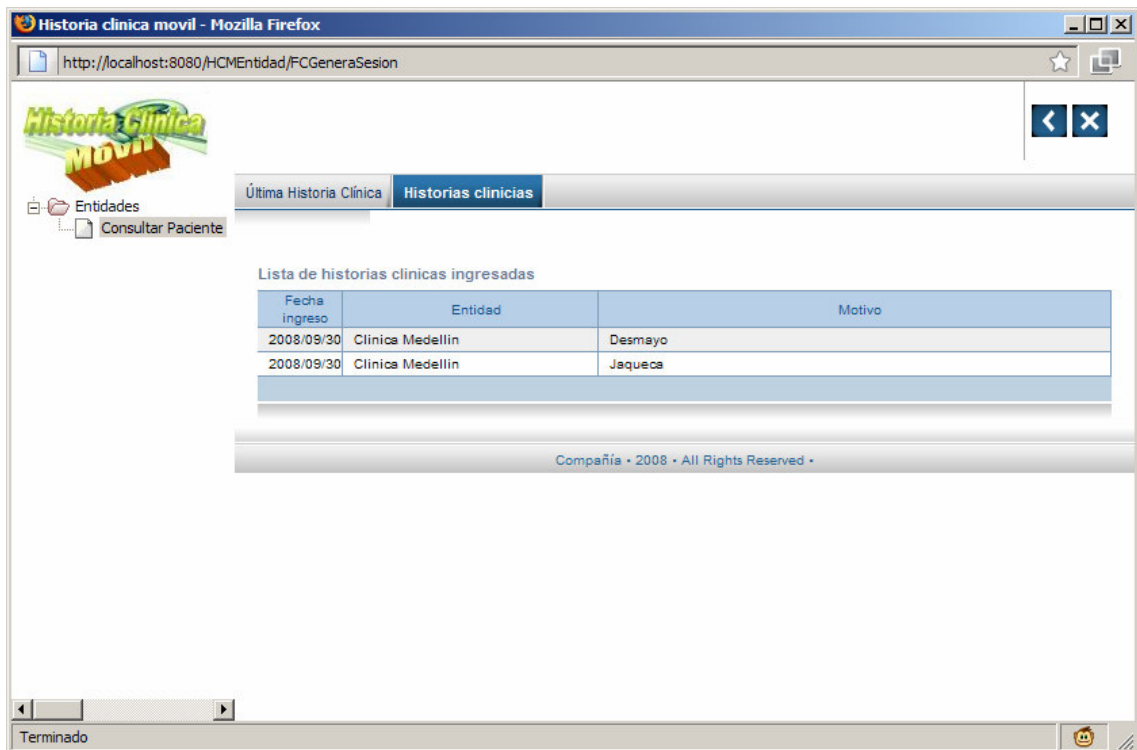 Historia clinica movil - Mozilla Firefox
http://localhost:8080/HCMEntidad/FCGeneraSesion
Historia Clinica
Móvil
Última Historia Clínica Historias clinicias
Entidades
Consultar Paciente
Lista de historias clinicas ingresadas
Fecha ingreso Entidad Motivo
2008/09/30 Clinica Medellin Desmayo
2008/09/30 Clinica Medellin Jaqueca
Compañía • 2008 • All Rights Reserved •
Terminado